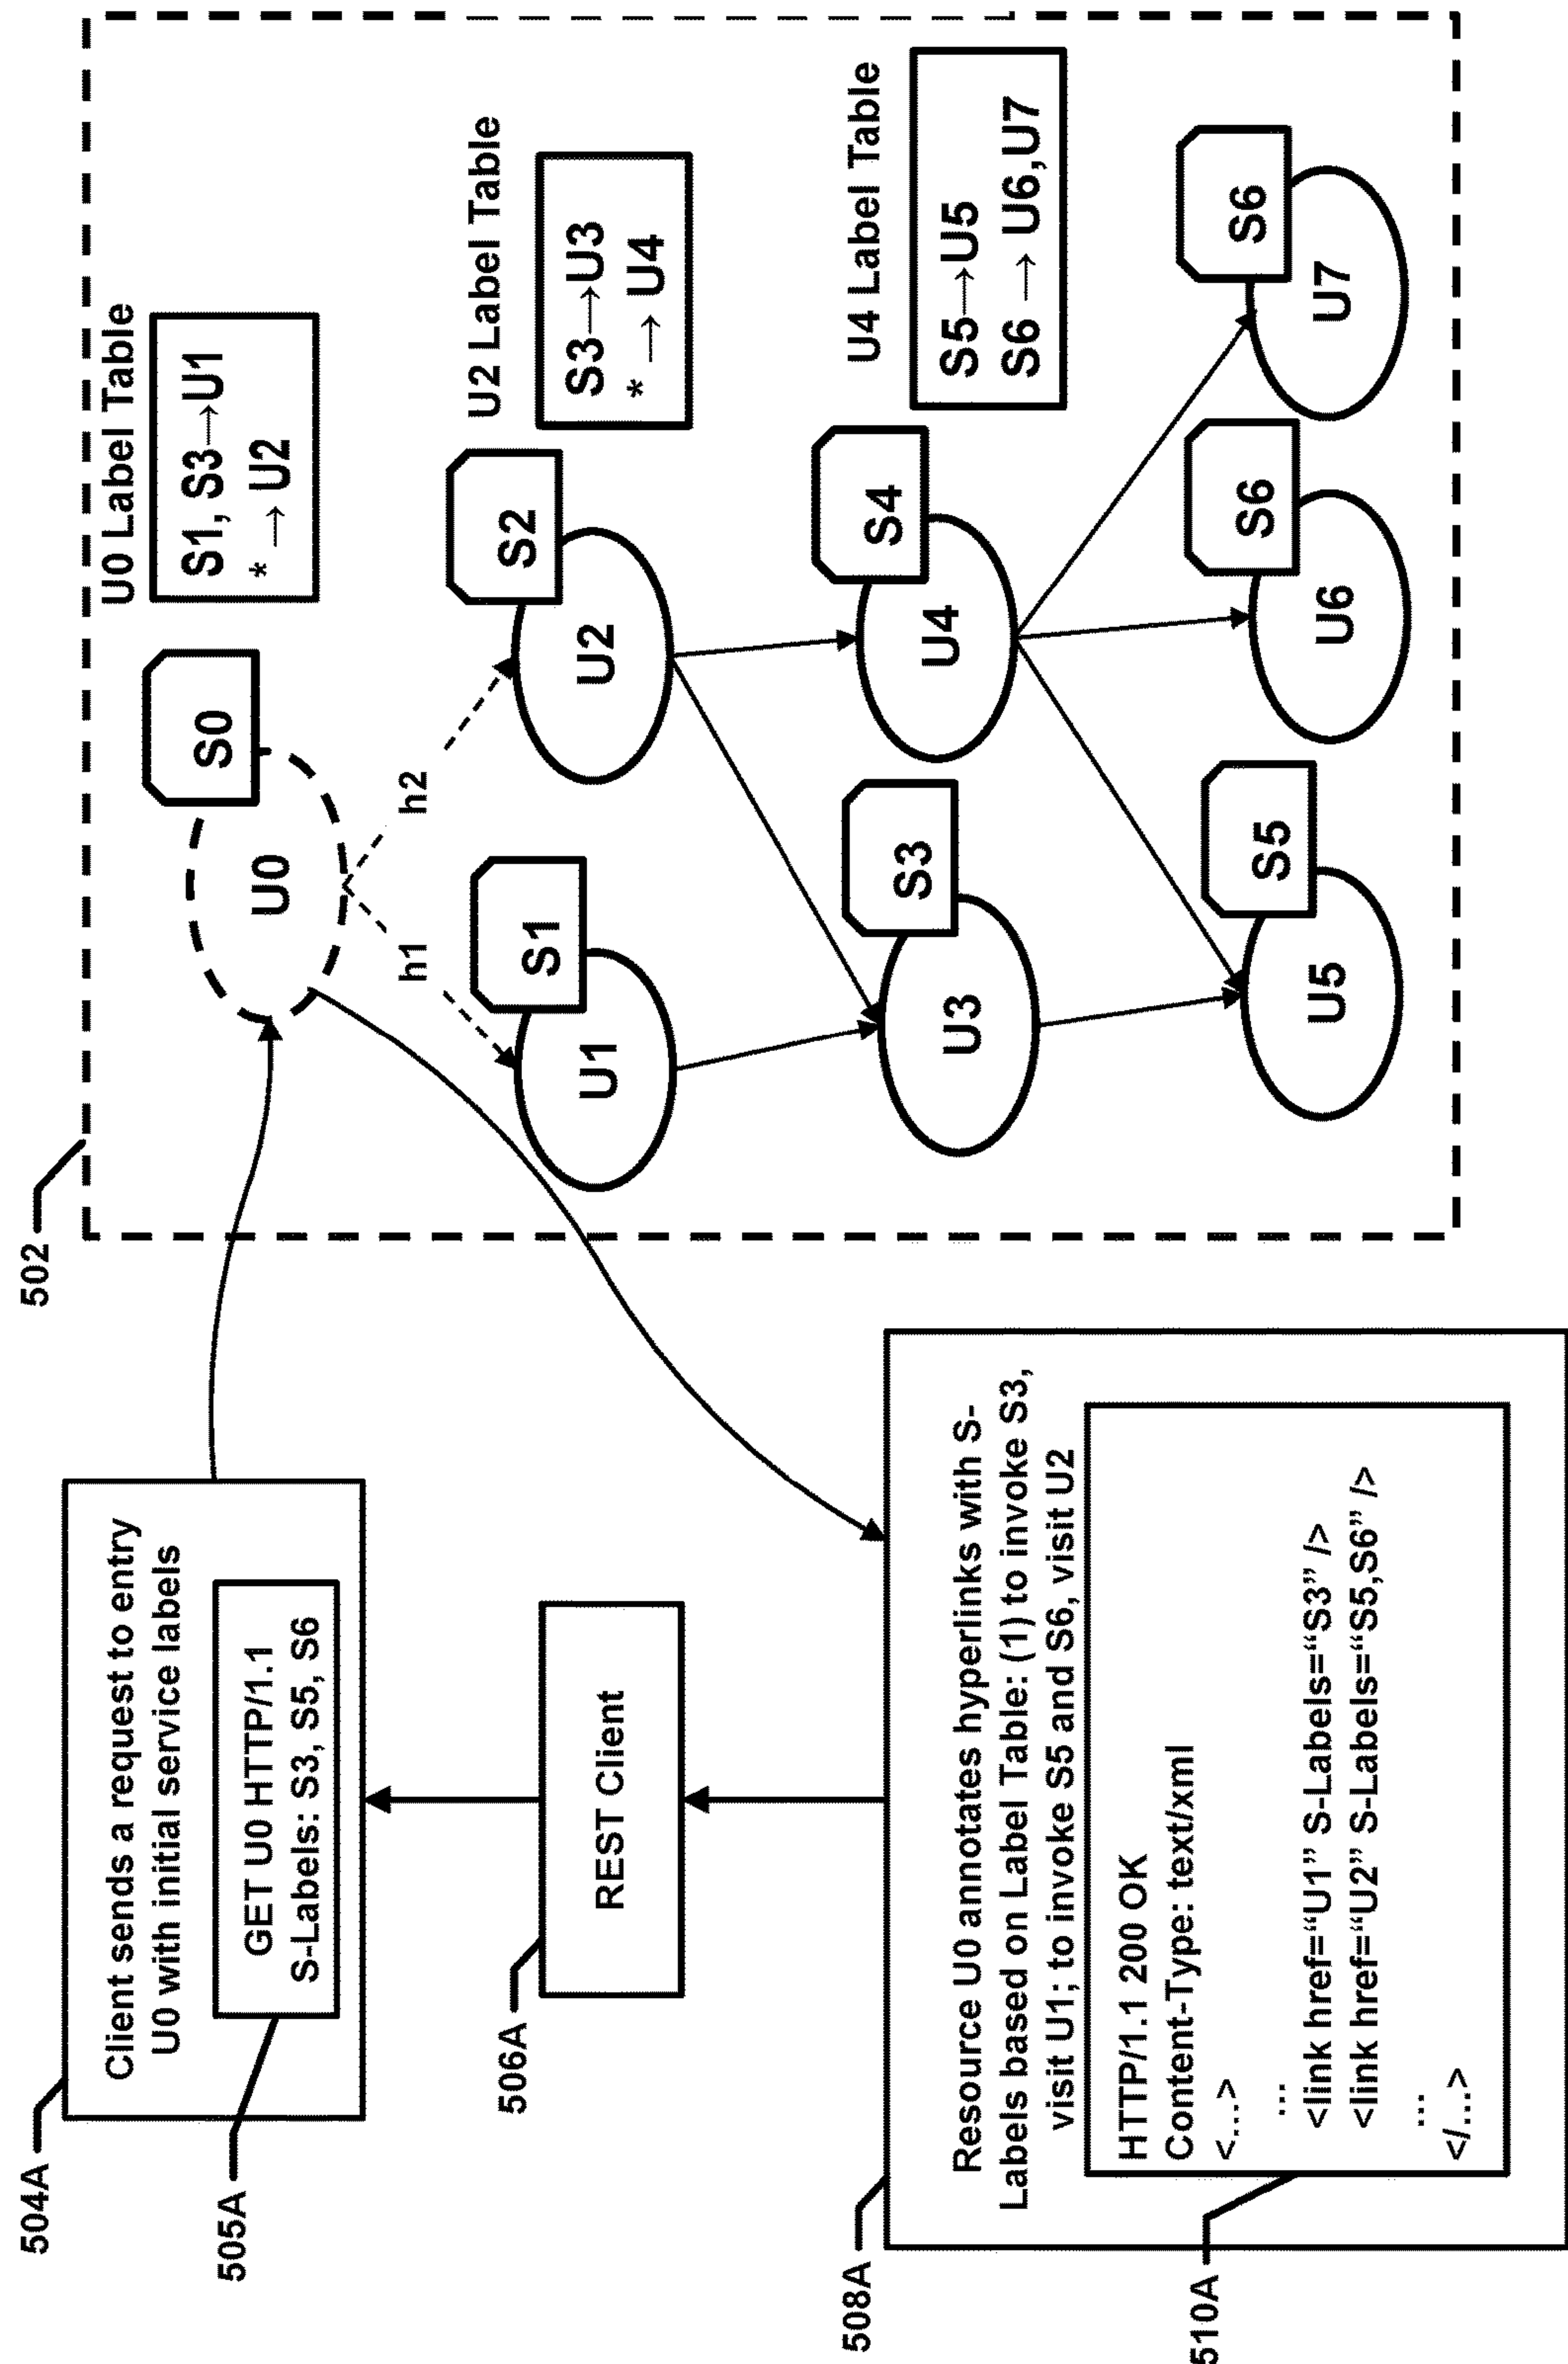 504A
Client sends a request to entry
U0 with initial service labels
505A
GET U0 HTTP/1.1
S-Labels: S3, S5, S6
506A
REST Client
508A
Resource U0 annotates hyperlinks with S-
Labels based on Label Table: (1) to invoke S3,
visit U1; to invoke S5 and S6, visit U2
510A
HTTP/1.1 200 OK
Content-Type: text/xml
<...>
...
<link href="U1" S-Labels="S3" />
<link href="U2" S-Labels="S5,S6" />
...
</...>
502
U0
S0
U0 Label Table
S1, S3→U1
* → U2
h1
h2
U1
S1
U2
S2
U2 Label Table
S3→U3
* → U4
U3
S3
U4
S4
U4 Label Table
S5→U5
S6 → U6,U7
U5
S5
U6
S6
U7
S6